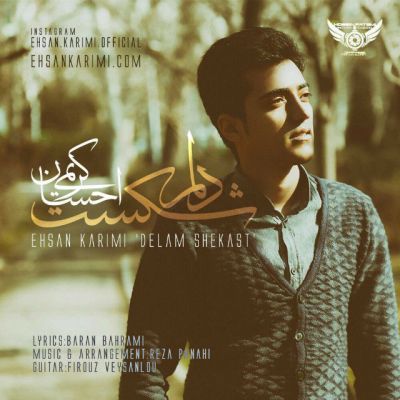 INSTAGRAM
EHSAN.KARIMI.OFFICIAL
EHSANKARIMI.COM
احسان کریمی
دلم شکست
EHSAN KARIMI 'DELAM SHEKAST
LYRICS:BARAN BAHRAMI
MUSIC & ARRANGEMENT:REZA PANAHI
GUITAR:FIROUZ VEYSANLOU